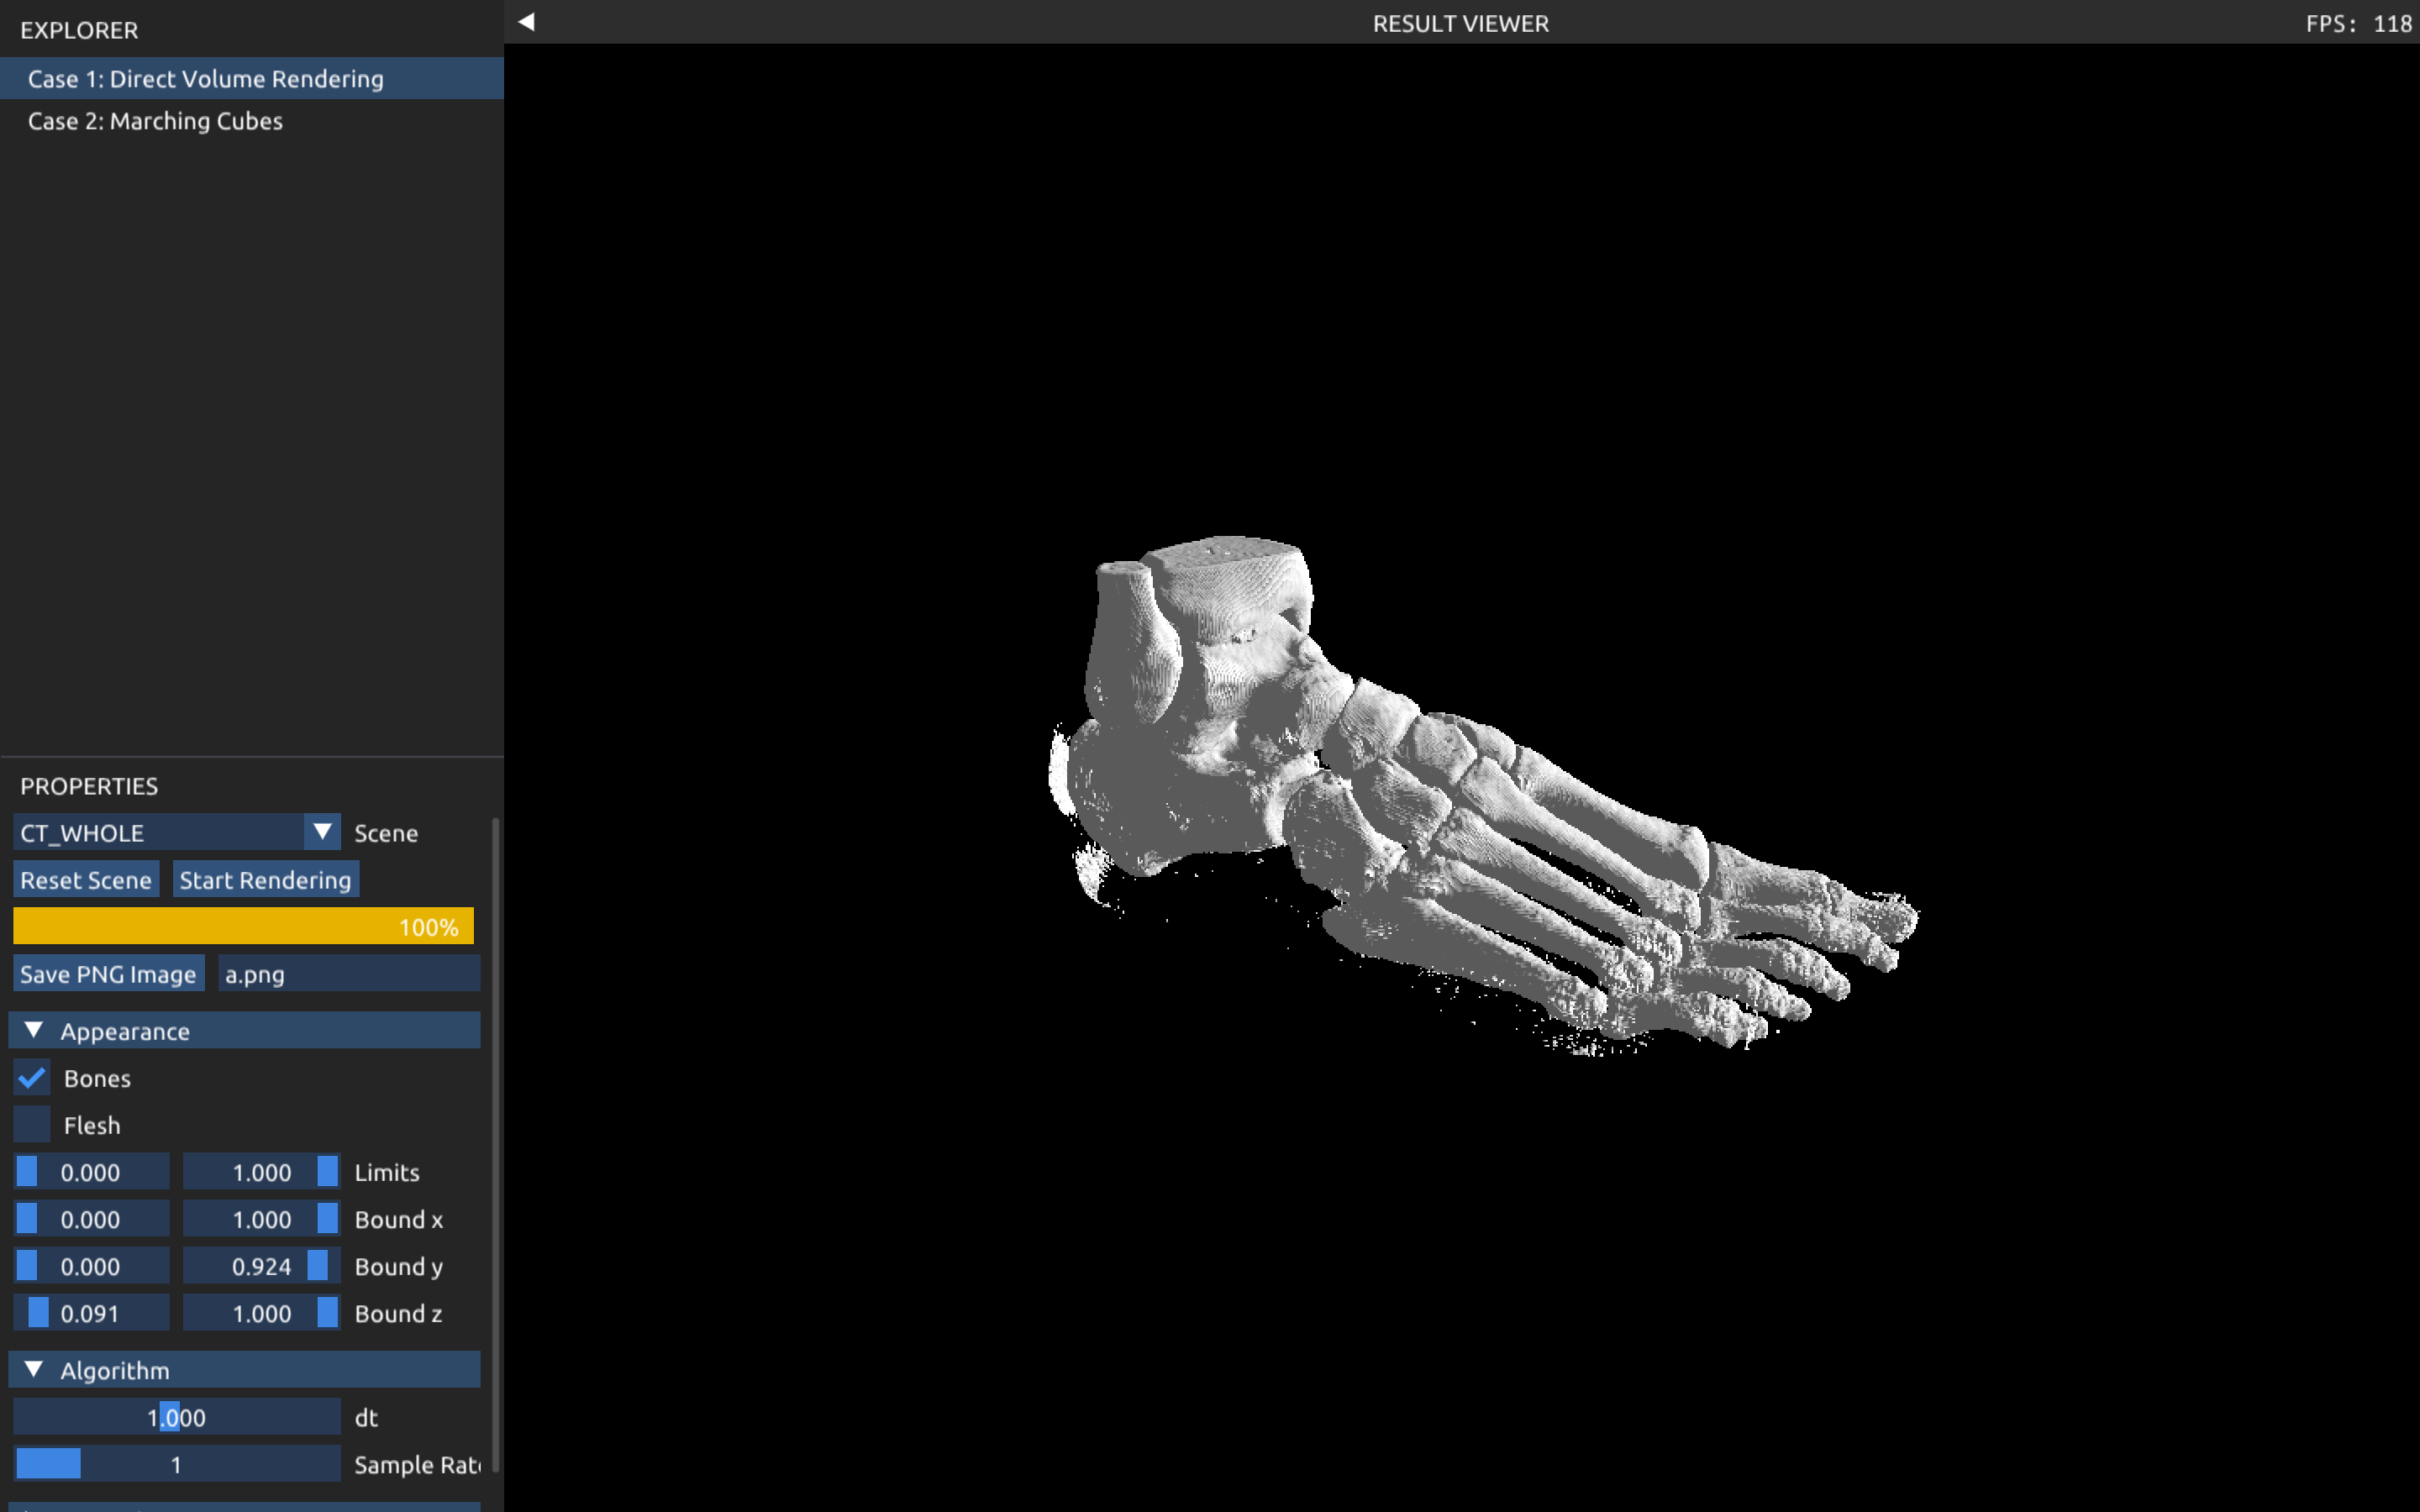 EXPLORER
Case 1: Direct Volume Rendering
Case 2: Marching Cubes
RESULT VIEWER
FPS: 118
PROPERTIES
CT_WHOLE Scene
Reset Scene Start Rendering
100%
Save PNG Image a.png
Appearance
Bones
Flesh
0.000 1.000 Limits
0.000 1.000 Bound x
0.000 0.924 Bound y
0.091 1.000 Bound z
Algorithm
1.000 dt
1 Sample